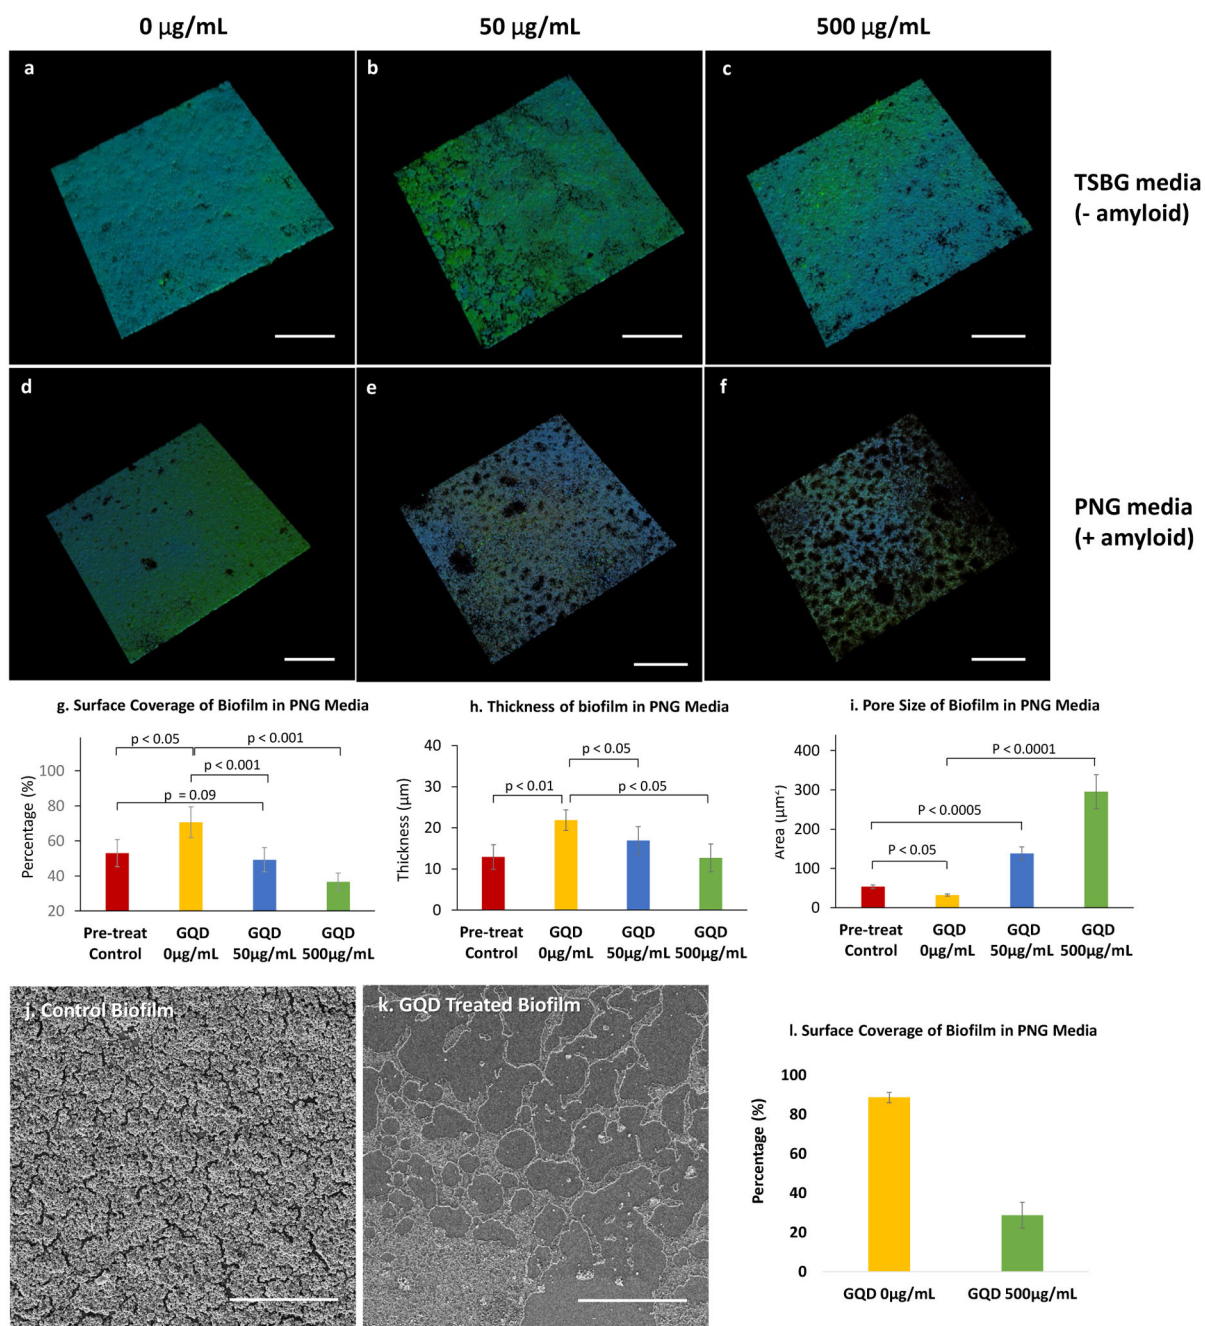 0 µg/mL
50 µg/mL
500 µg/mL
a
b
c
TSBG media
(- amyloid)
d
e
f
PNG media
(+ amyloid)
g. Surface Coverage of Biofilm in PNG Media
p < 0.05
p < 0.001
p < 0.001
p = 0.09
Percentage (%)
100
80
60
40
20
Pre-treat
Control
GQD
0µg/mL
GQD
50µg/mL
GQD
500µg/mL
h. Thickness of biofilm in PNG Media
p < 0.05
p < 0.01
p < 0.05
Thickness (µm)
40
30
20
10
0
Pre-treat
Control
GQD
0µg/mL
GQD
50µg/mL
GQD
500µg/mL
i. Pore Size of Biofilm in PNG Media
P < 0.0001
P < 0.0005
P < 0.05
Area (µm²)
400
300
200
100
0
Pre-treat
Control
GQD
0µg/mL
GQD
50µg/mL
GQD
500µg/mL
j. Control Biofilm
k. GQD Treated Biofilm
l. Surface Coverage of Biofilm in PNG Media
Percentage (%)
100
80
60
40
20
0
GQD 0µg/mL
GQD 500µg/mL